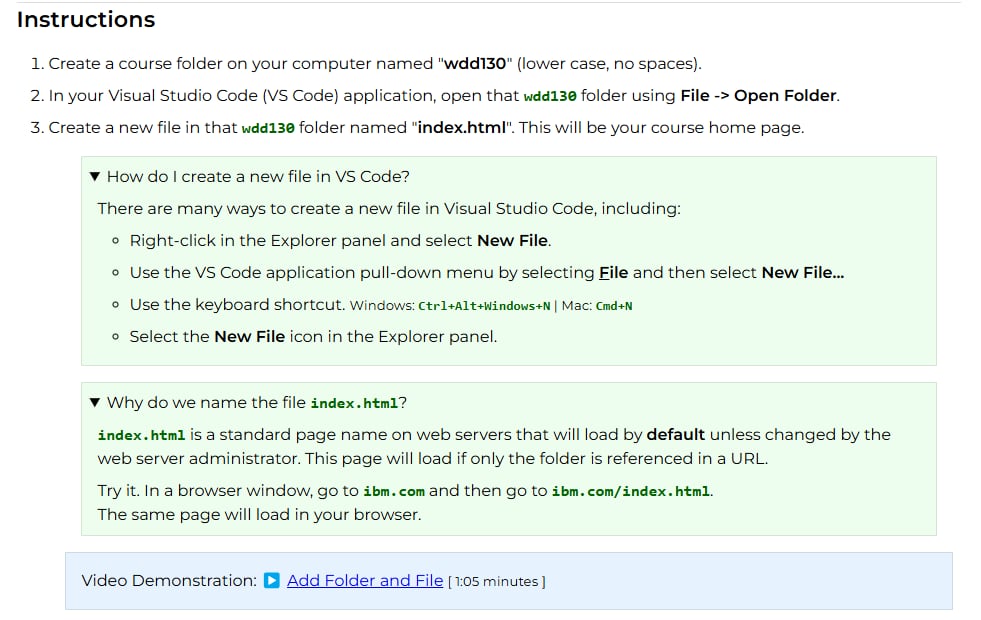 Instructions
1. Create a course folder on your computer named "wdd130" (lower case, no spaces).
2. In your Visual Studio Code (VS Code) application, open that wdd130 folder using File -> Open Folder.
3. Create a new file in that wdd130 folder named "index.html". This will be your course home page.
▼ How do I create a new file in VS Code?
There are many ways to create a new file in Visual Studio Code, including:
Right-click in the Explorer panel and select New File.
Use the VS Code application pull-down menu by selecting File and then select New File...
Use the keyboard shortcut. Windows: Ctrl+Alt+Windows+N | Mac: Cmd+N
Select the New File icon in the Explorer panel.
▼ Why do we name the file index.html?
index.html is a standard page name on web servers that will load by default unless changed by the
web server administrator. This page will load if only the folder is referenced in a URL.
Try it. In a browser window, go to ibm.com and then go to ibm.com/index.html.
The same page will load in your browser.
Video Demonstration: ▶ Add Folder and File [ 1:05 minutes ]